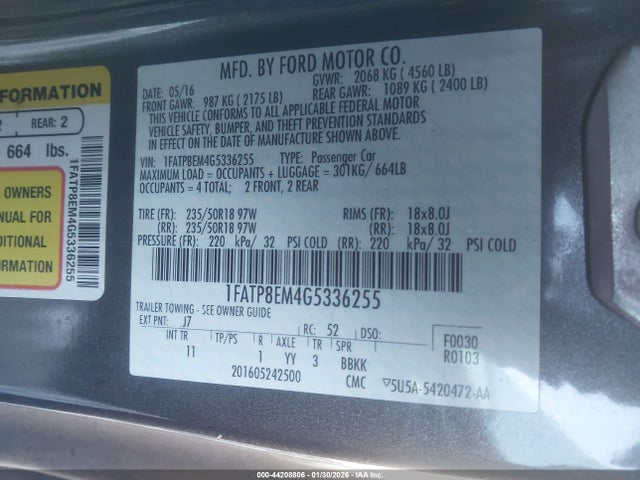 MFD. BY FORD MOTOR CO.
DATE: 05/16 GVWR: 2068 KG ( 4560 LB)
FRONT GAWR: 987 KG ( 2175 LB) REAR GAWR: 1089 KG ( 2400 LB)
THIS VEHICLE CONFORMS TO ALL APPLICABLE FEDERAL MOTOR
VEHICLE SAFETY, BUMPER, AND THEFT PREVENTION STANDARDS
IN EFFECT ON THE DATE OF MANUFACTURE SHOWN ABOVE.
VIN: 1FATP8EM4G5336255 TYPE: Passenger Car
MAXIMUM LOAD = OCCUPANTS + LUGGAGE = 301KG/ 664LB
OCCUPANTS = 4 TOTAL; 2 FRONT, 2 REAR
TIRE (FR): 235/50R18 97W RIMS (FR): 18x8.0J
(RR): 235/50R18 97W (RR): 18x8.0J
PRESSURE (FR): 220 kPa/ 32 PSI COLD (RR): 220 kPa/ 32 PSI COLD
1FATP8EM4G5336255
TRAILER TOWING - SEE OWNER GUIDE
EXT PNT: J7 RC: 52 DSO: F0030
INT TR TP/PS R AXLE TR SPR R0103
11 1 YY 3 BBKK
201605242500 CMC ▽5U5A-5420472-AA
FORMATION
2 REAR: 2
664 lbs.
OWNERS
NUAL FOR
DITIONAL
FORMATION
1FATP8EM4G5336255
000-44208806 | 01/30/2026 | IAA Inc.